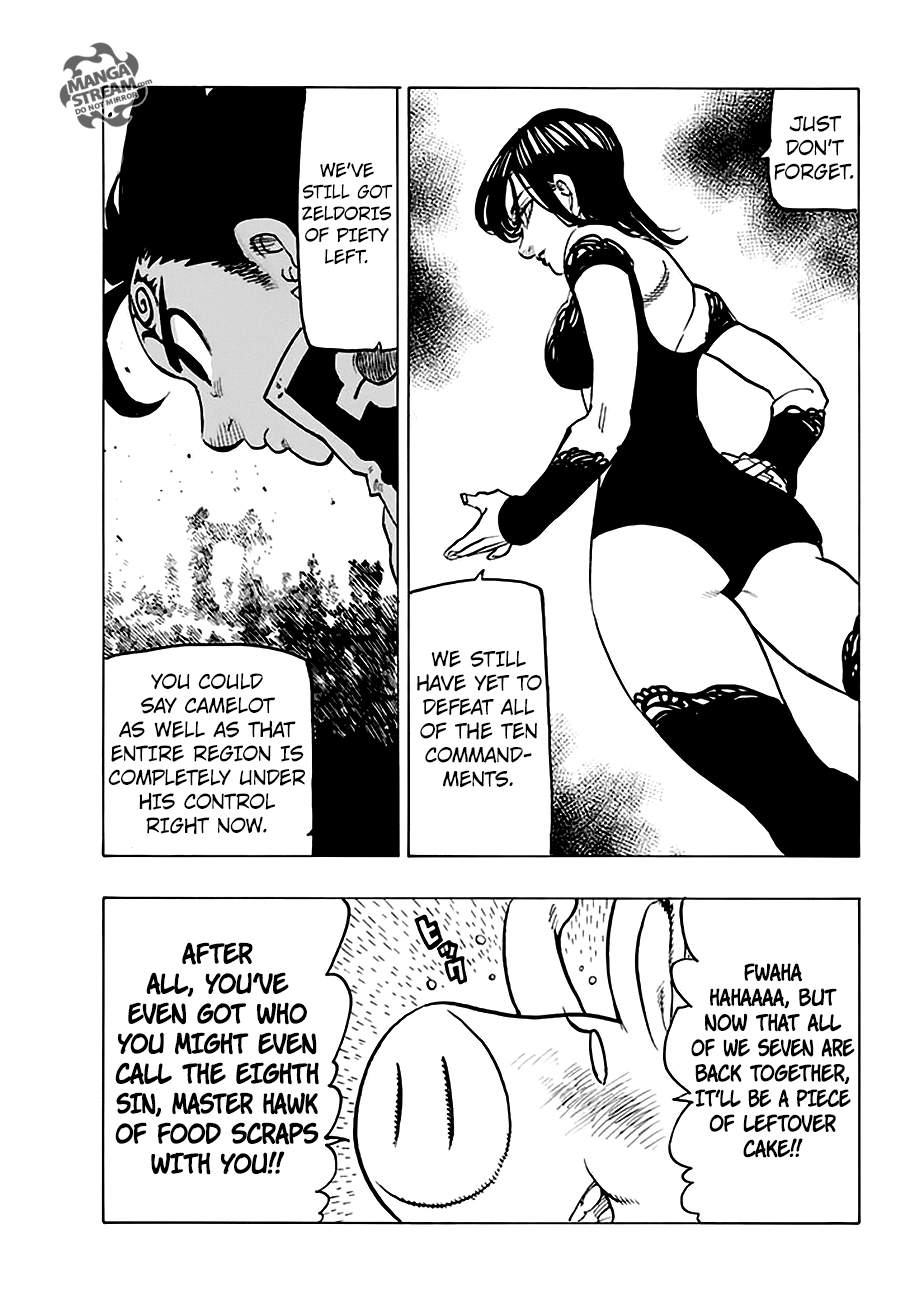 MANGA
STREAM.com
DO NOT MIRROR
JUST
DON'T
FORGET.
WE STILL
HAVE YET TO
DEFEAT ALL
OF THE TEN
COMMAND-
MENTS.
WE'VE
STILL GOT
ZELDORIS
OF PIETY
LEFT.
YOU COULD
SAY CAMELOT
AS WELL AS THAT
ENTIRE REGION IS
COMPLETELY UNDER
HIS CONTROL
RIGHT NOW.
FWAHA
HAHAAAA, BUT
NOW THAT ALL
OF WE SEVEN ARE
BACK TOGETHER,
IT'LL BE A PIECE
OF LEFTOVER
CAKE!!
ヒック
AFTER
ALL, YOU'VE
EVEN GOT WHO
YOU MIGHT EVEN
CALL THE EIGHTH
SIN, MASTER HAWK
OF FOOD SCRAPS
WITH YOU!!